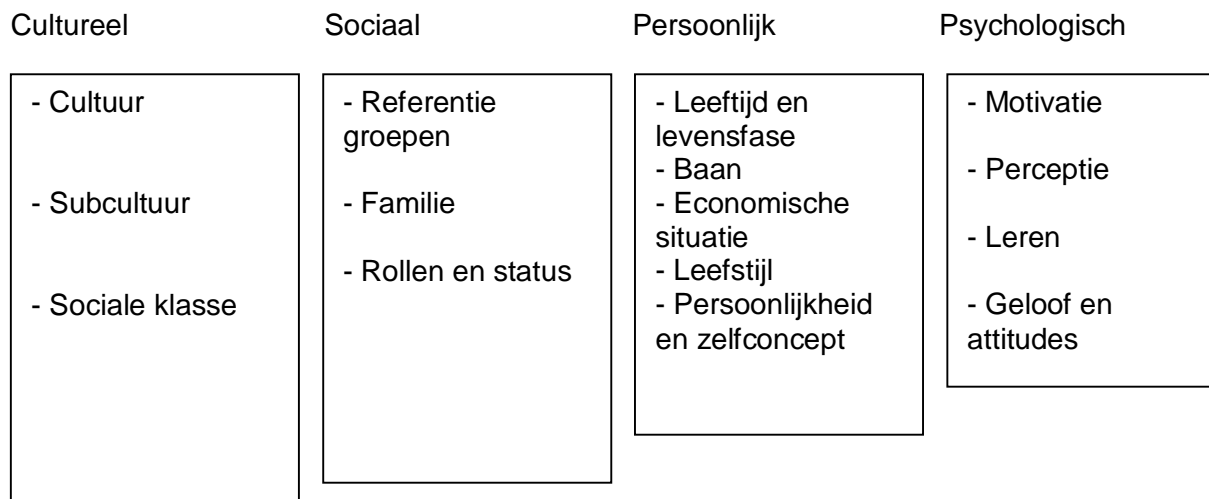 Cultureel
- Cultuur
- Subcultuur
- Sociale klasse
Sociaal
- Referentie
groepen
- Familie
- Rollen en status
Persoonlijk
- Leeftijd en
levensfase
- Baan
- Economische
situatie
- Leefstijl
- Persoonlijkheid
en zelfconcept
Psychologisch
- Motivatie
- Perceptie
- Leren
- Geloof en
attitudes